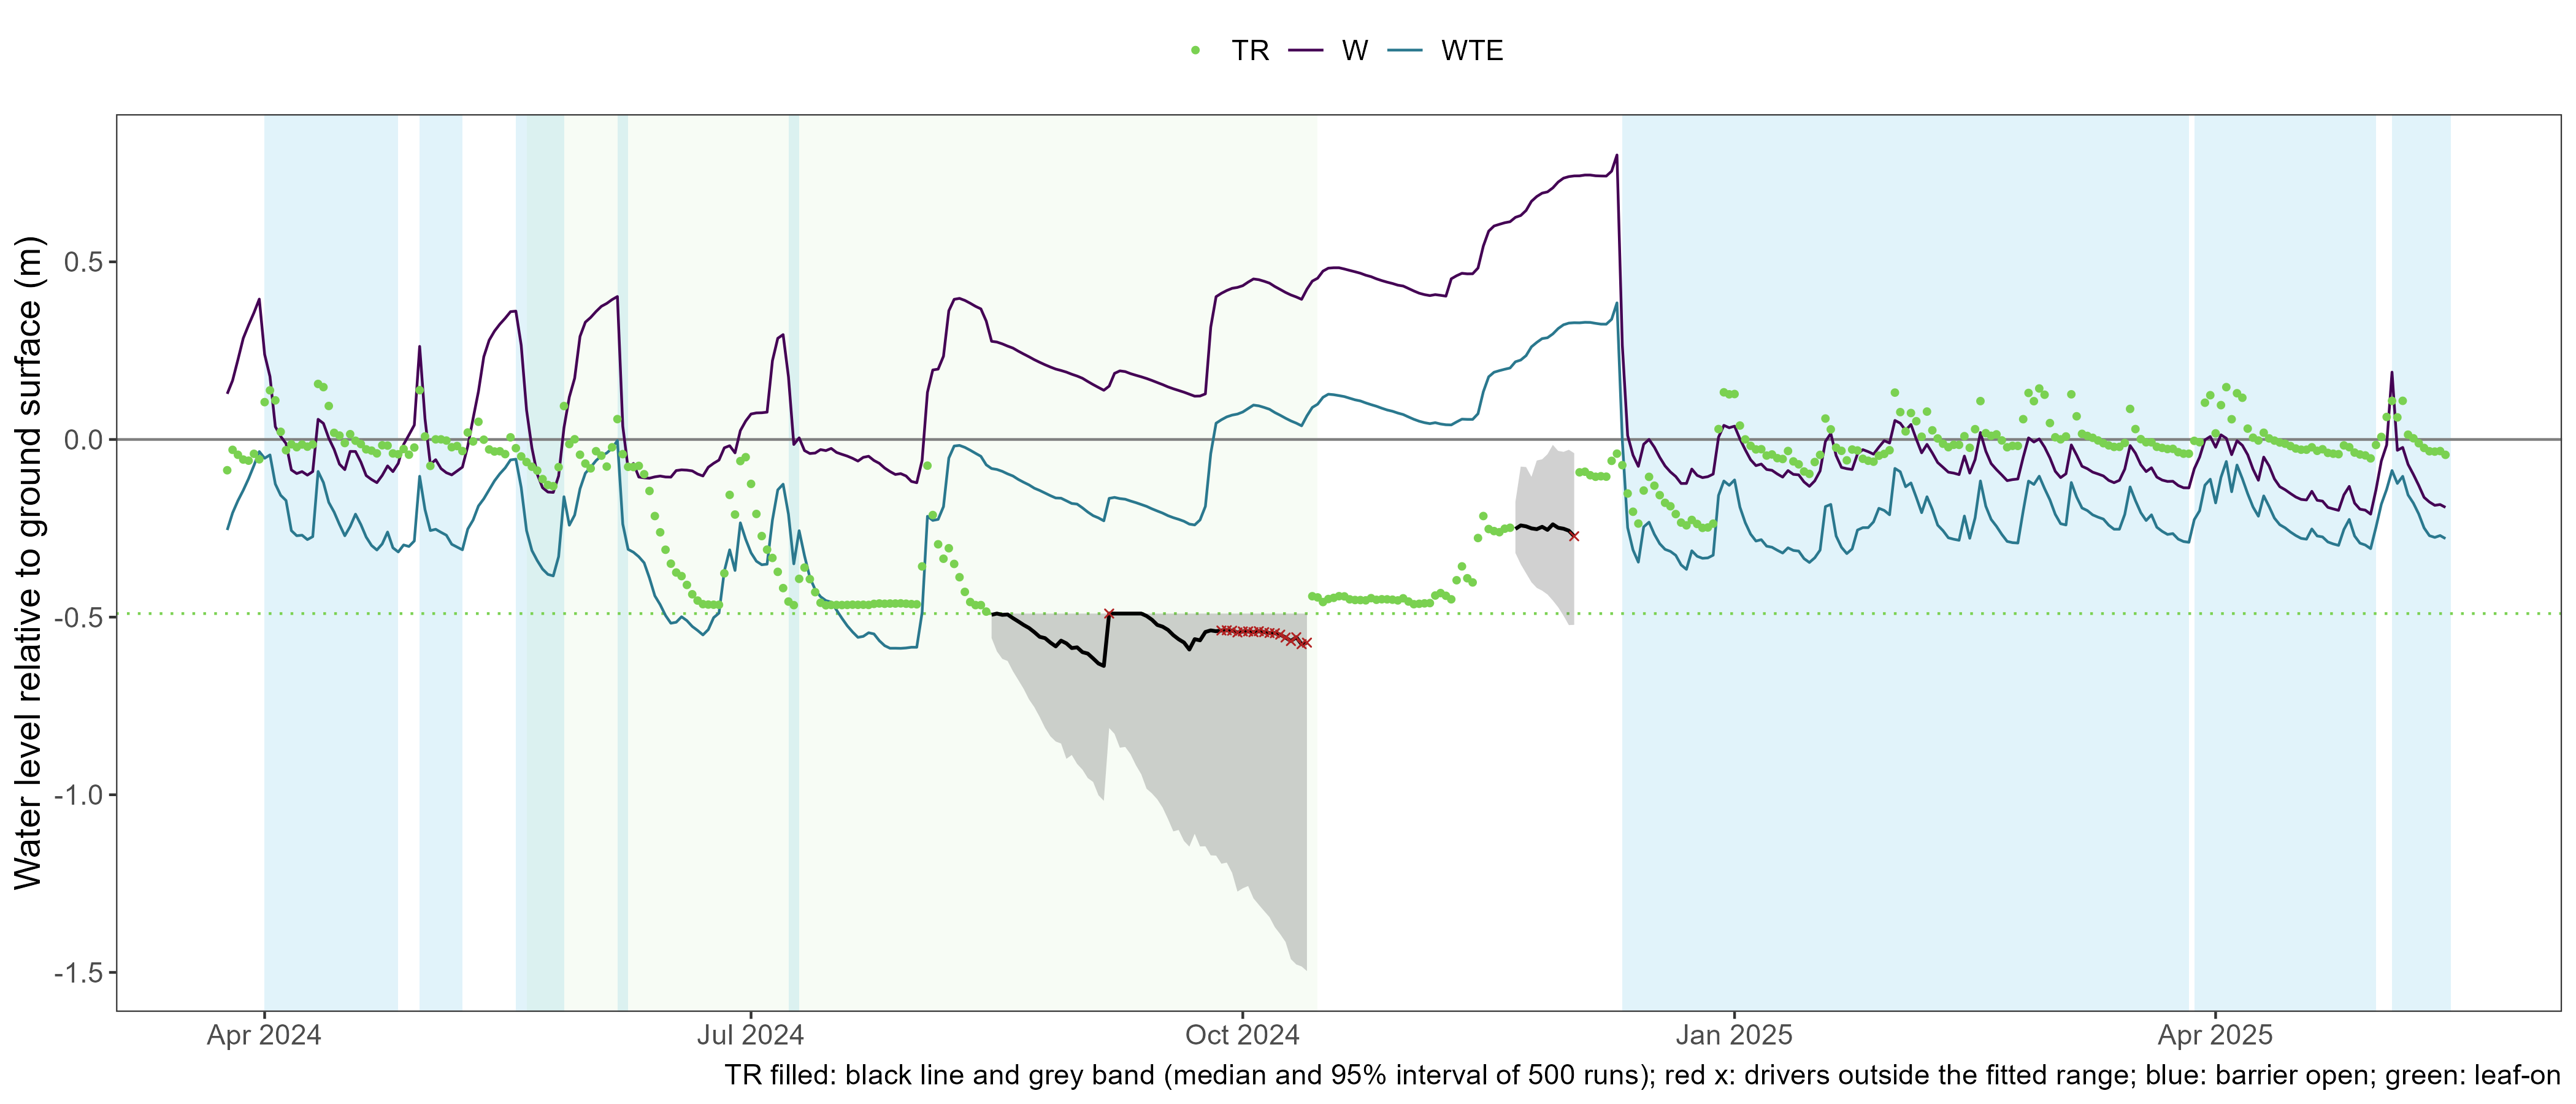 TR W WTE
Water level relative to ground surface (m)
0.5
0.0
-0.5
-1.0
-1.5
Apr 2024 Jul 2024 Oct 2024 Jan 2025 Apr 2025
TR filled: black line and grey band (median and 95% interval of 500 runs); red x: drivers outside the fitted range; blue: barrier open; green: leaf-on